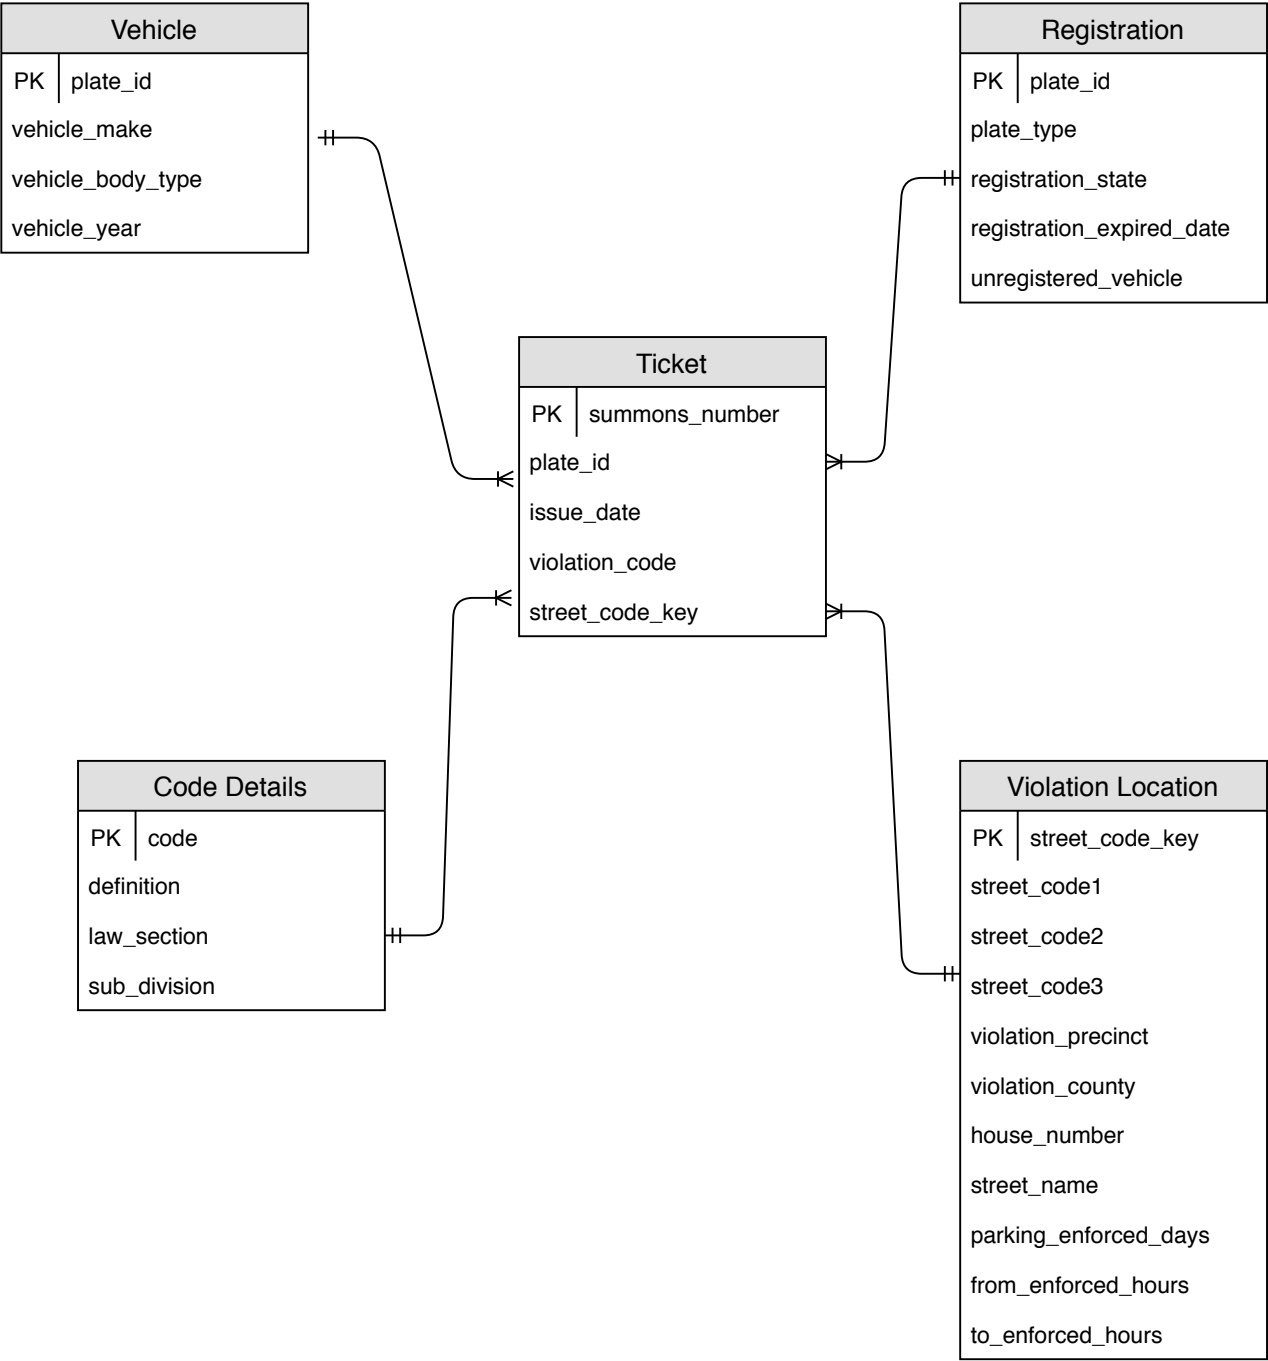 Vehicle
PK plate_id
vehicle_make
vehicle_body_type
vehicle_year
Registration
PK plate_id
plate_type
registration_state
registration_expired_date
unregistered_vehicle
Ticket
PK summons_number
plate_id
issue_date
violation_code
street_code_key
Code Details
PK code
definition
law_section
sub_division
Violation Location
PK street_code_key
street_code1
street_code2
street_code3
violation_precinct
violation_county
house_number
street_name
parking_enforced_days
from_enforced_hours
to_enforced_hours